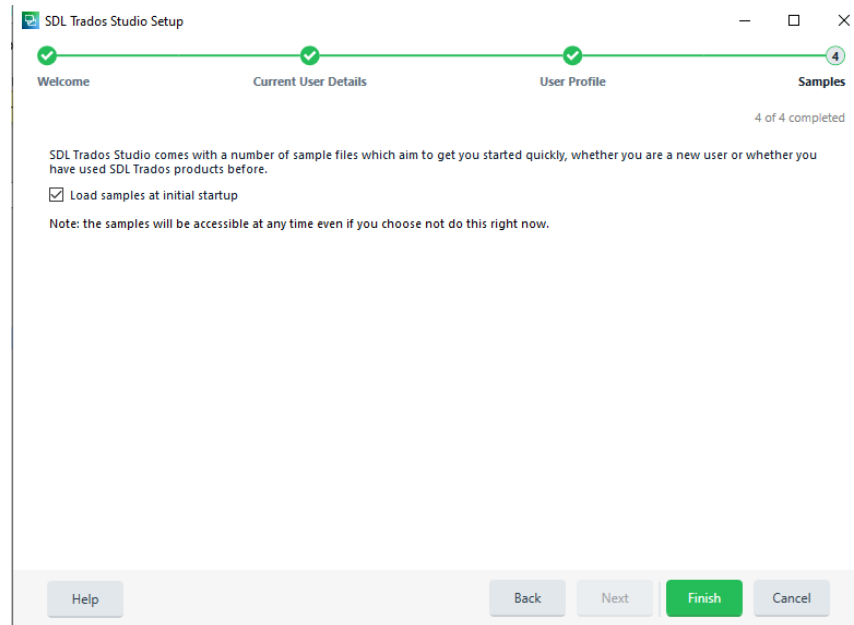 SDL Trados Studio Setup
4
Welcome
Current User Details
User Profile
Samples
4 of 4 completed
SDL Trados Studio comes with a number of sample files which aim to get you started quickly, whether you are a new user or whether you
have used SDL Trados products before.
Load samples at initial startup
Note: the samples will be accessible at any time even if you choose not do this right now.
Help
Back
Next
Finish
Cancel